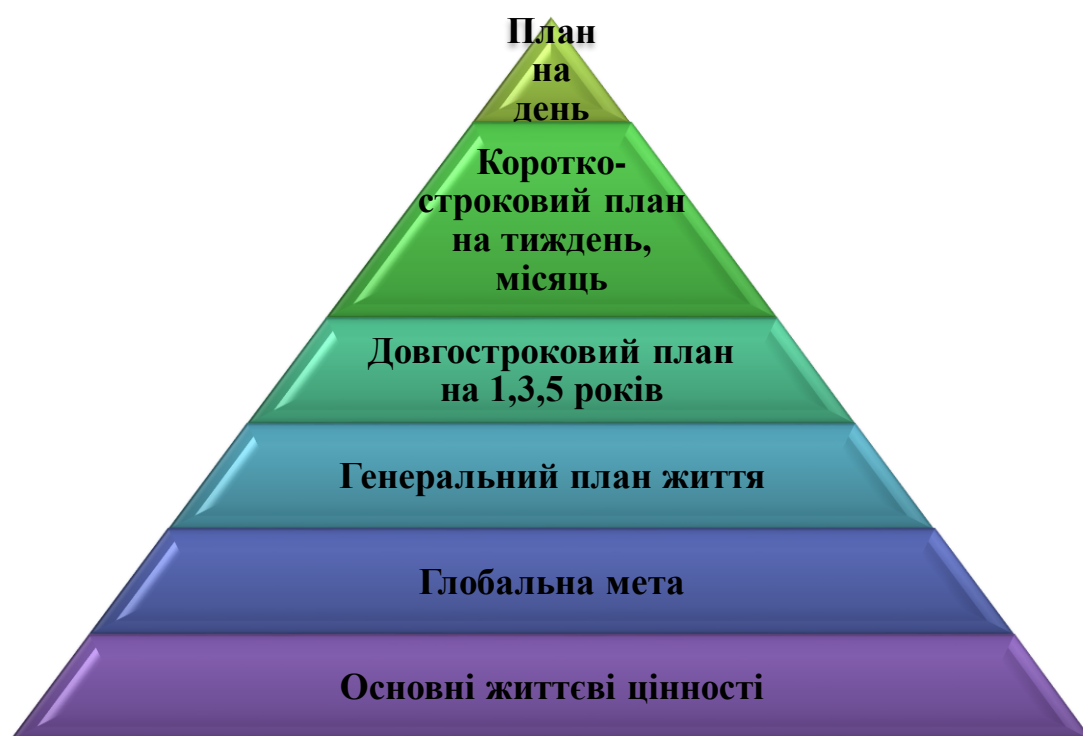 План
на
день
Коротко-
строковий план
на тиждень,
місяць
Довгостроковий план
на 1,3,5 років
Генеральний план життя
Глобальна мета
Основні життєві цінності